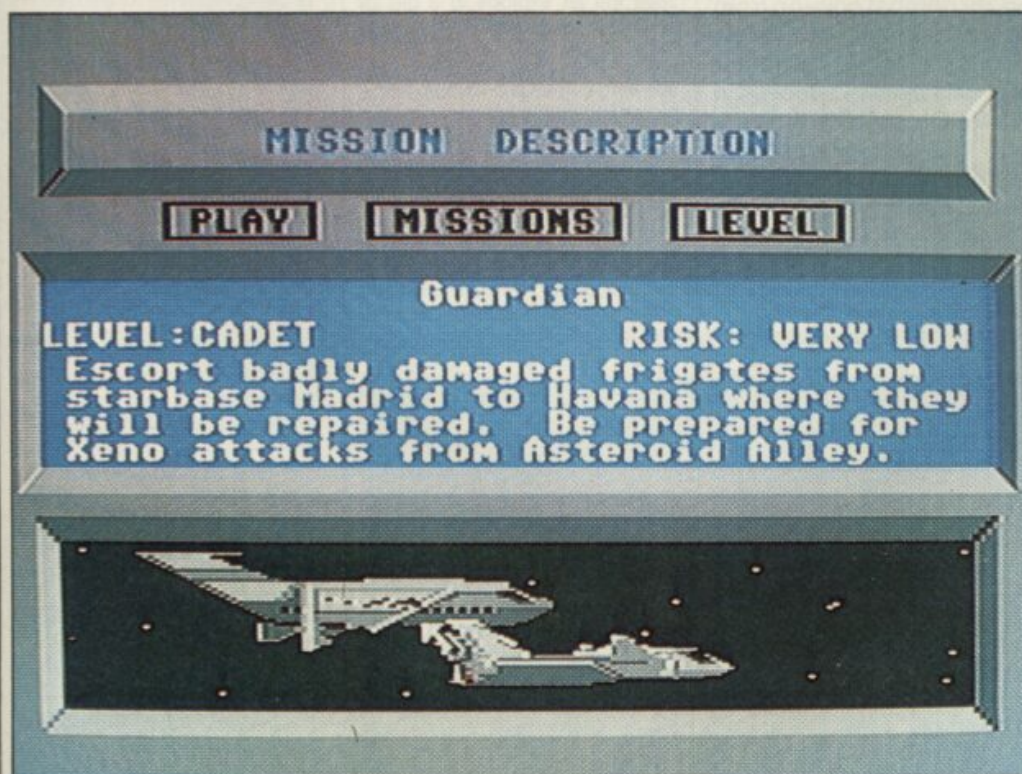 MISSION DESCRIPTION
PLAY MISSIONS LEVEL
Guardian
LEVEL:CADET RISK: VERY LOW
Escort badly damaged frigates from
starbase Madrid to Havana where they
will be repaired. Be prepared for
Xeno attacks from Asteroid Alley.